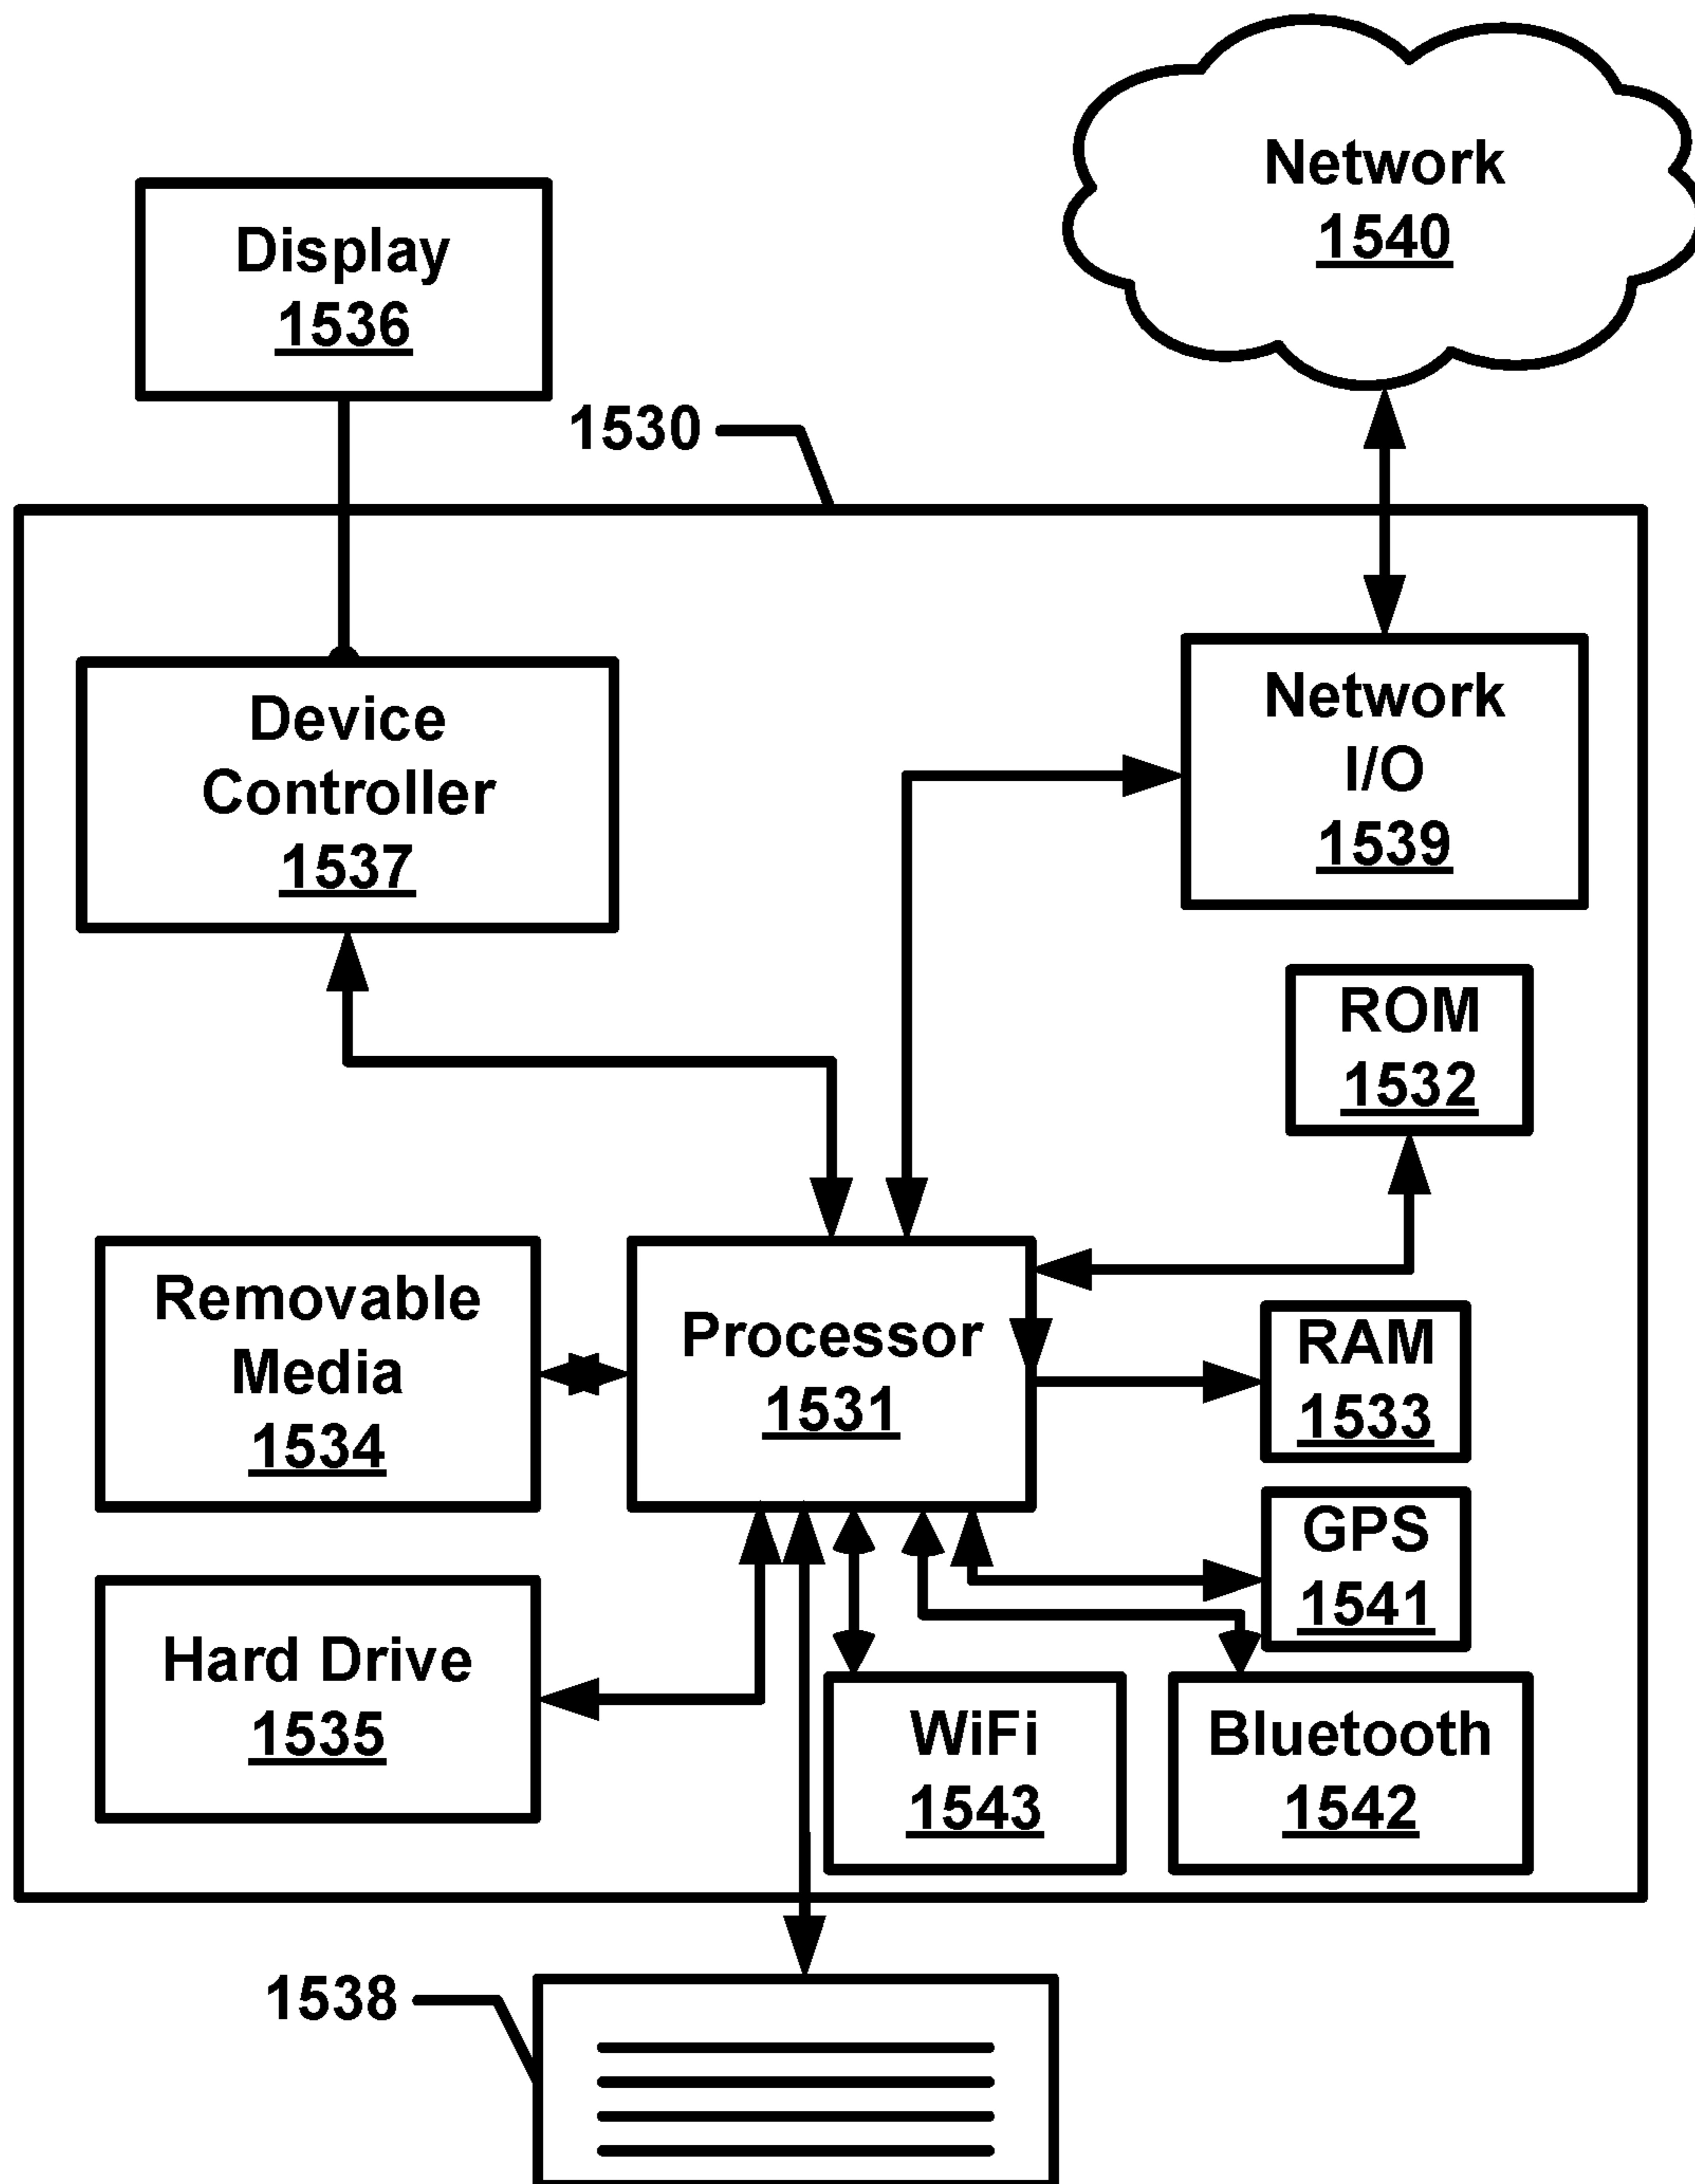 Network
1540
Display
1536
1530
Device
Controller
1537
Network
I/O
1539
ROM
1532
Removable
Media
1534
Processor
1531
RAM
1533
GPS
1541
Hard Drive
1535
WiFi
1543
Bluetooth
1542
1538